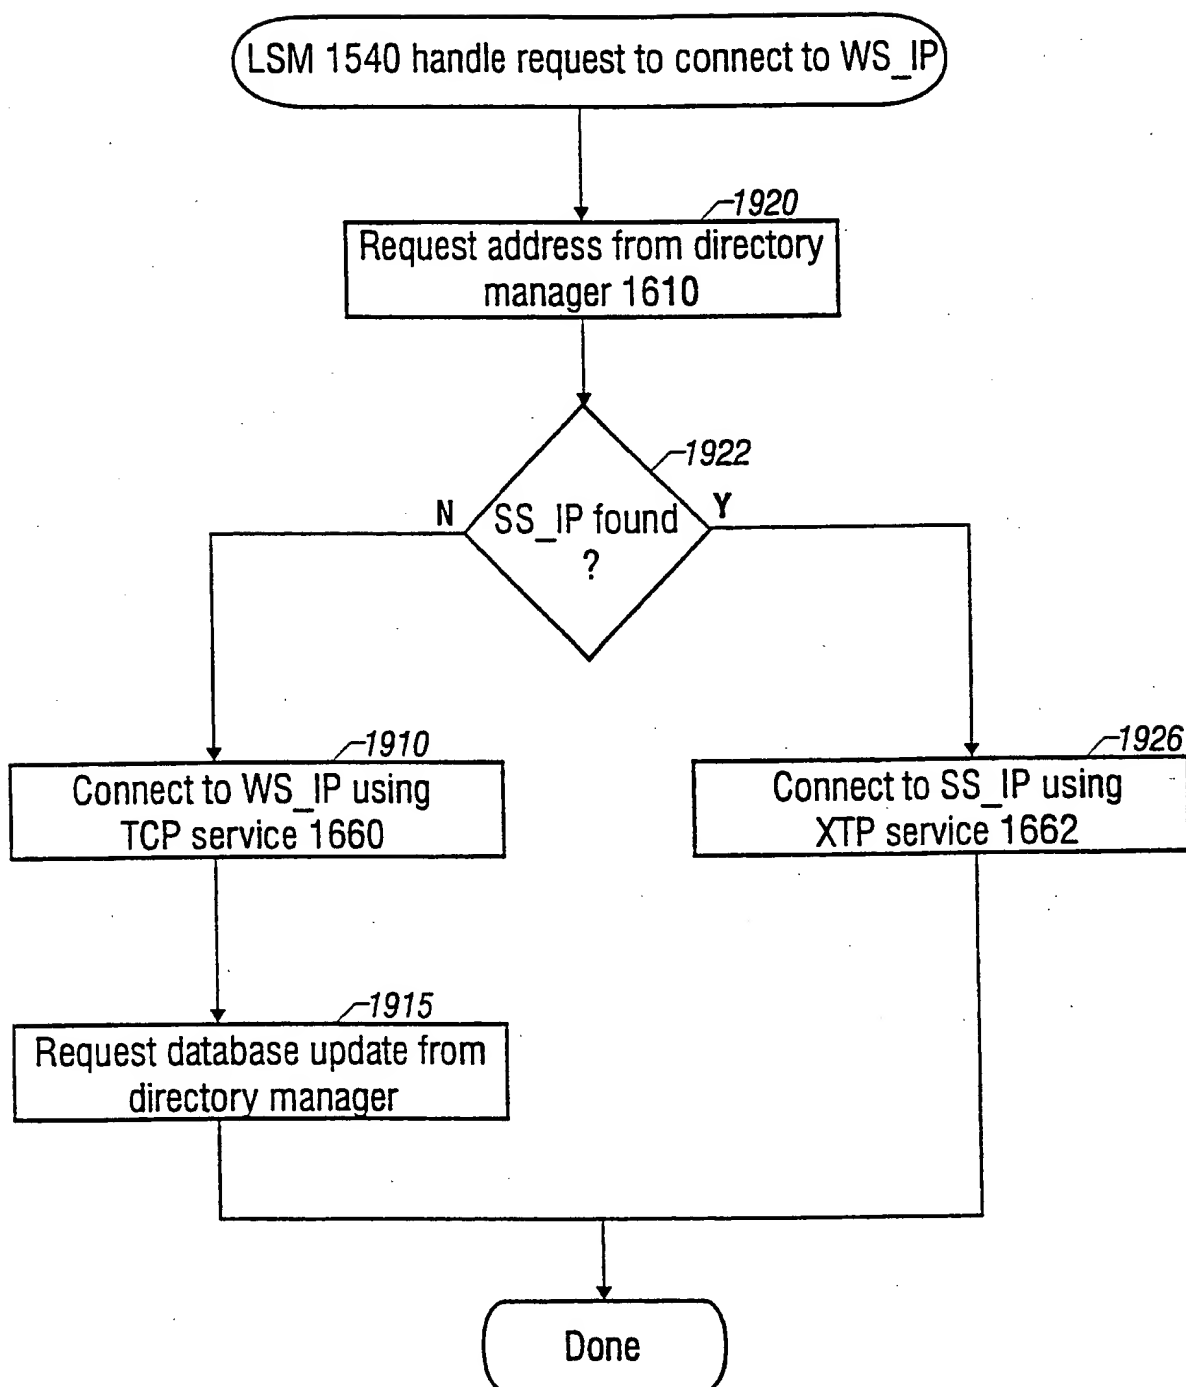 LSM 1540 handle request to connect to WS_IP
1920
Request address from directory
manager 1610
1922
N
SS_IP found
?
Y
1910
Connect to WS_IP using
TCP service 1660
1926
Connect to SS_IP using
XTP service 1662
1915
Request database update from
directory manager
Done